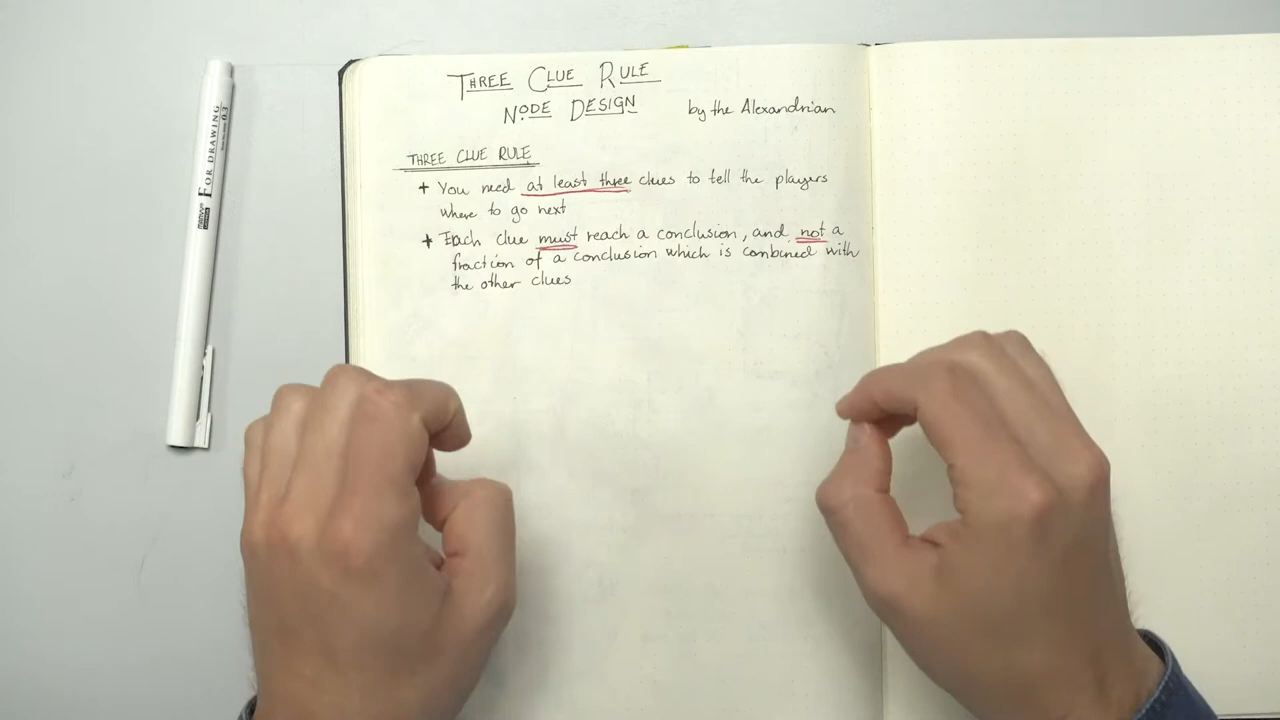 THREE CLUE RULE
NODE DESIGN by the Alexandrian
THREE CLUE RULE
+ You need at least three clues to tell the players
where to go next
+ Each clue must reach a conclusion, and not a
fraction of a conclusion which is combined with
the other clues
FOR DRAWING 0.3